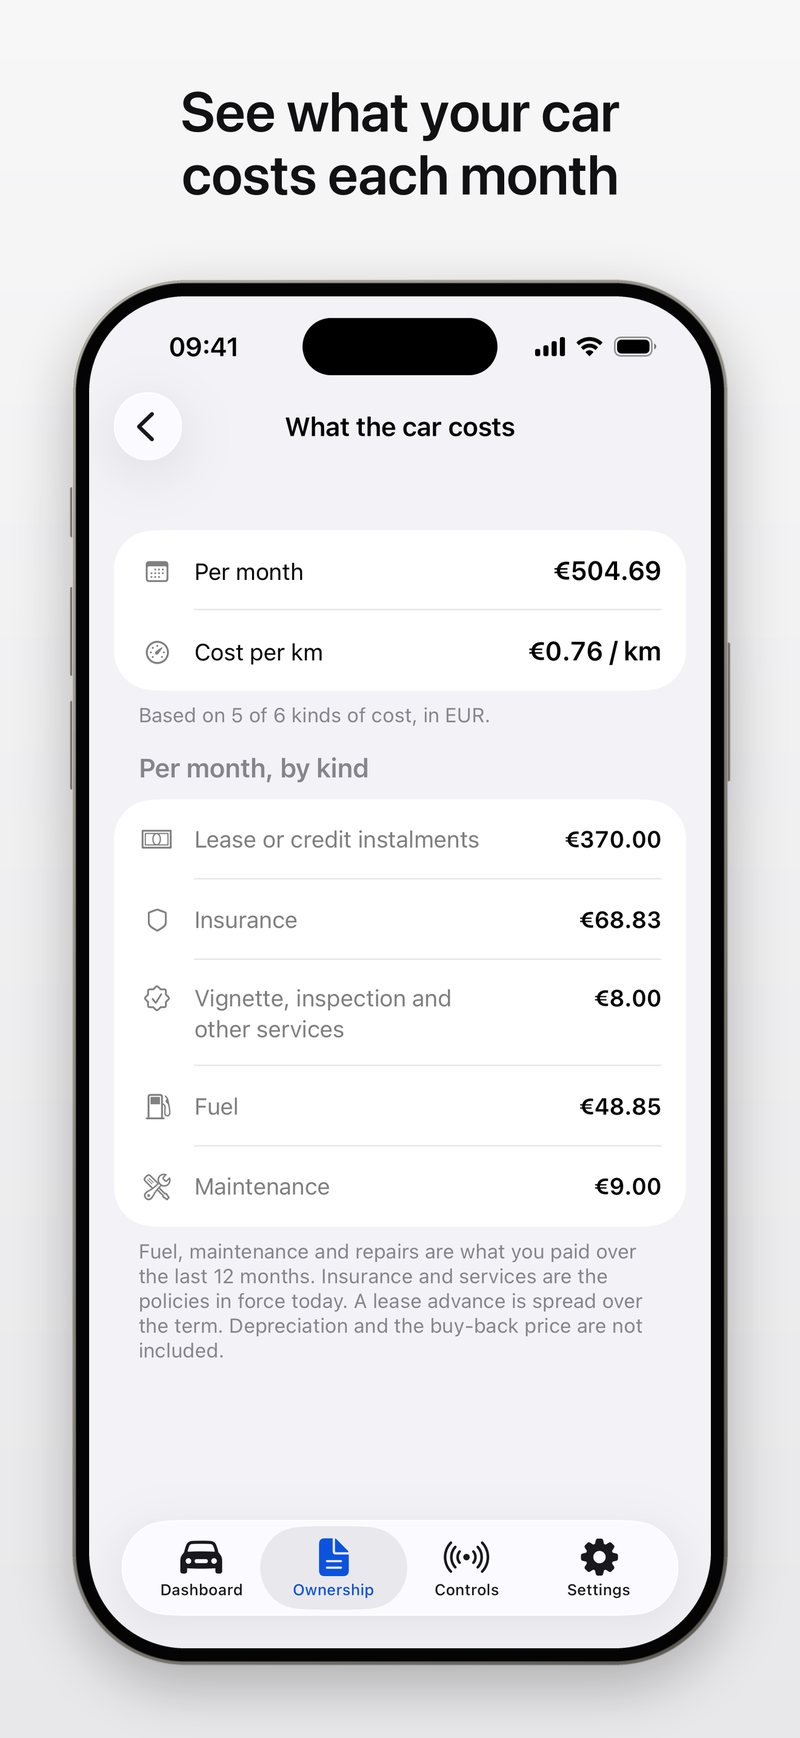 See what your car
costs each month
09:41
What the car costs
Per month €504.69
Cost per km €0.76 / km
Based on 5 of 6 kinds of cost, in EUR.
Per month, by kind
Lease or credit instalments €370.00
Insurance €68.83
Vignette, inspection and €8.00
other services
Fuel €48.85
Maintenance €9.00
Fuel, maintenance and repairs are what you paid over
the last 12 months. Insurance and services are the
policies in force today. A lease advance is spread over
the term. Depreciation and the buy-back price are not
included.
Dashboard Ownership Controls Settings